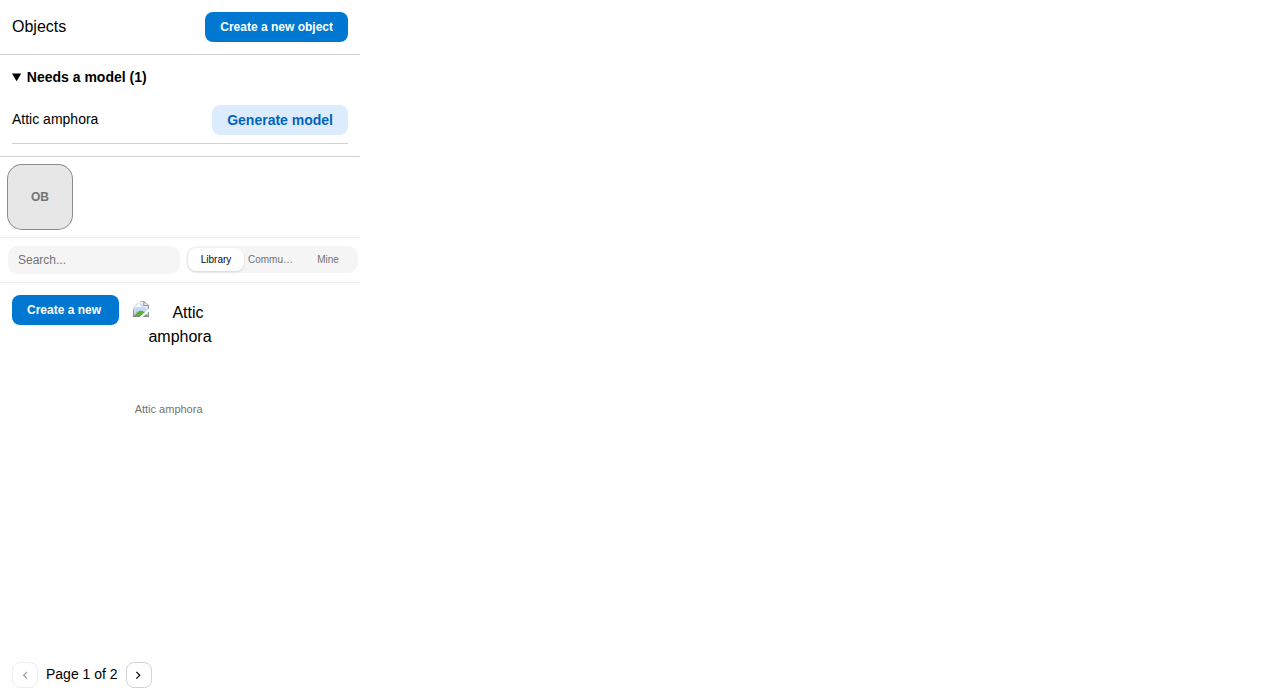 Objects
Create a new object
Needs a model (1)
Attic amphora
Generate model
OB
Search...
Library
Commu…
Mine
Create a new
Attic
amphora
Attic amphora
Page 1 of 2